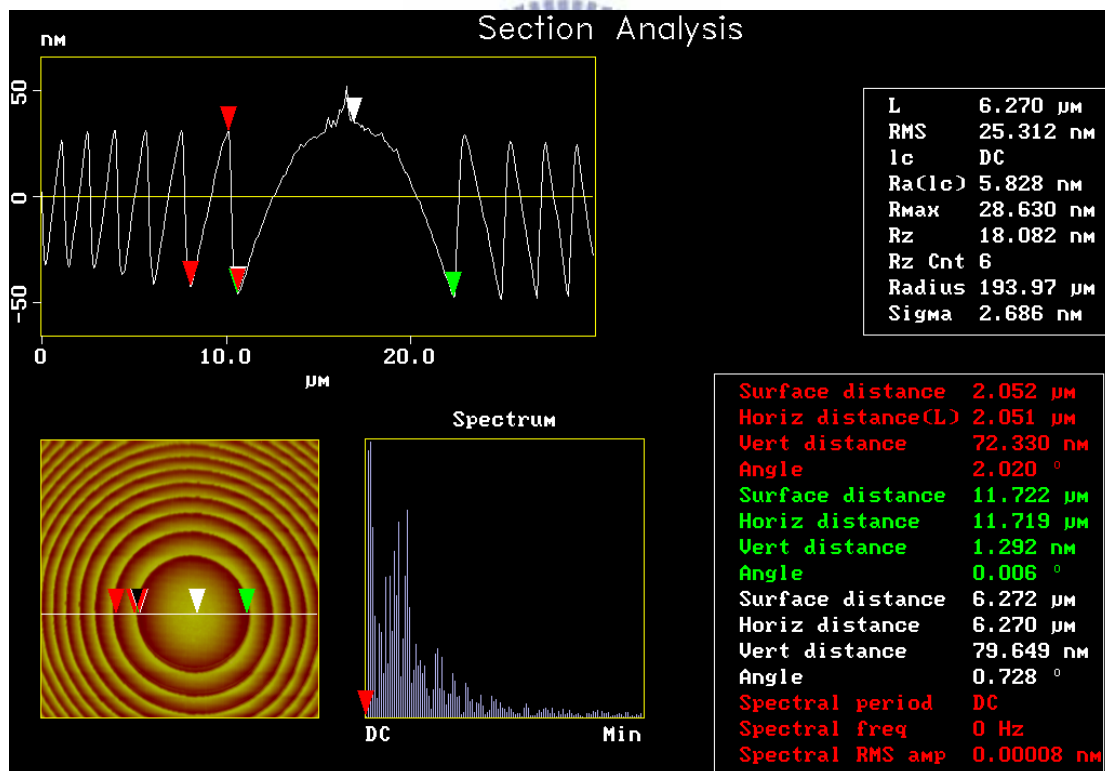 Section Analysis
nm
50
0
-50
0 10.0 20.0
µm
L 6.270 µm
RMS 25.312 nm
lc DC
Ra(lc) 5.828 nm
Rmax 28.630 nm
Rz 18.082 nm
Rz Cnt 6
Radius 193.97 µm
Sigma 2.686 nm
Spectrum
DC Min
Surface distance 2.052 µm
Horiz distance(L) 2.051 µm
Vert distance 72.330 nm
Angle 2.020 °
Surface distance 11.722 µm
Horiz distance 11.719 µm
Vert distance 1.292 nm
Angle 0.006 °
Surface distance 6.272 µm
Horiz distance 6.270 µm
Vert distance 79.649 nm
Angle 0.728 °
Spectral period DC
Spectral freq 0 Hz
Spectral RMS amp 0.00008 nm